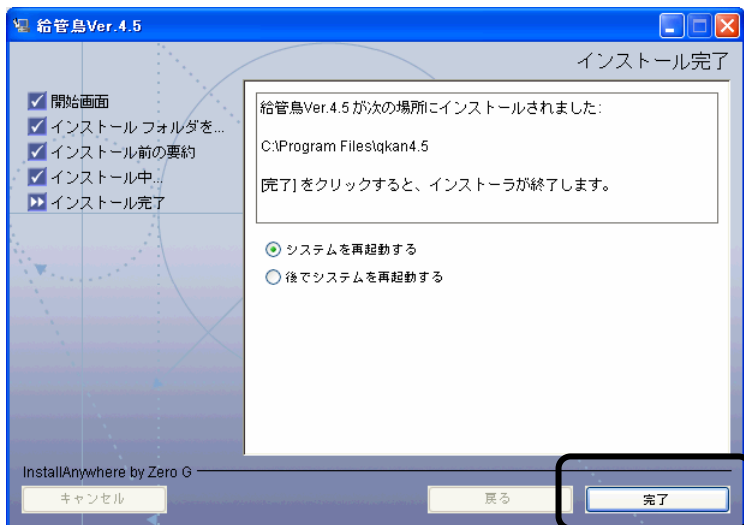 給管鳥Ver.4.5
インストール完了
開始画面
インストール フォルダを...
インストール前の要約
インストール中...
インストール完了
給管鳥Ver.4.5 が次の場所にインストールされました:
C:\Program Files\qkan4.5
[完了] をクリックすると、インストーラが終了します。
システムを再起動する
後でシステムを再起動する
InstallAnywhere by Zero G
キャンセル
戻る
完了